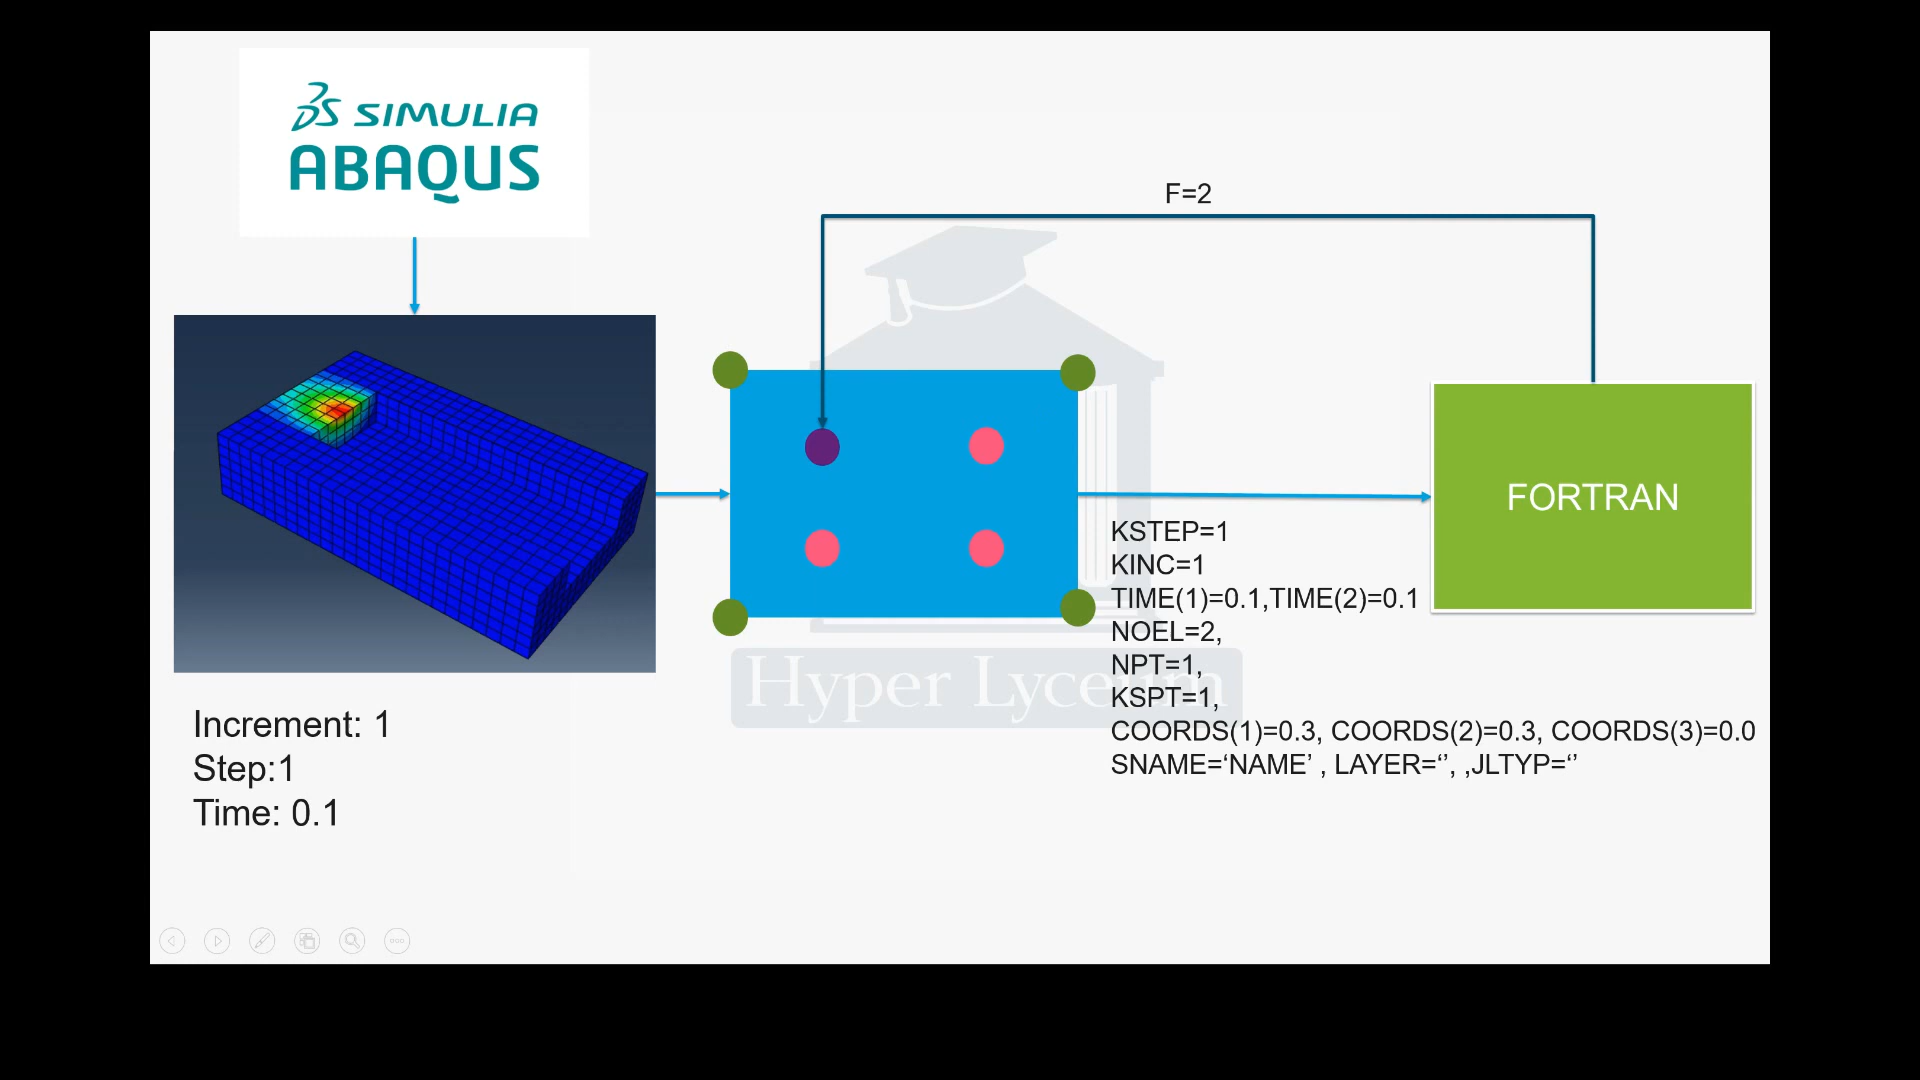 SIMULIA
ABAQUS
F=2
FORTRAN
KSTEP=1
KINC=1
TIME(1)=0.1,TIME(2)=0.1
NOEL=2,
NPT=1,
KSPT=1,
COORDS(1)=0.3, COORDS(2)=0.3, COORDS(3)=0.0
SNAME=‘NAME’ , LAYER=‘’, ,JLTYP=‘’
Hyper Lyceum
Increment: 1
Step:1
Time: 0.1